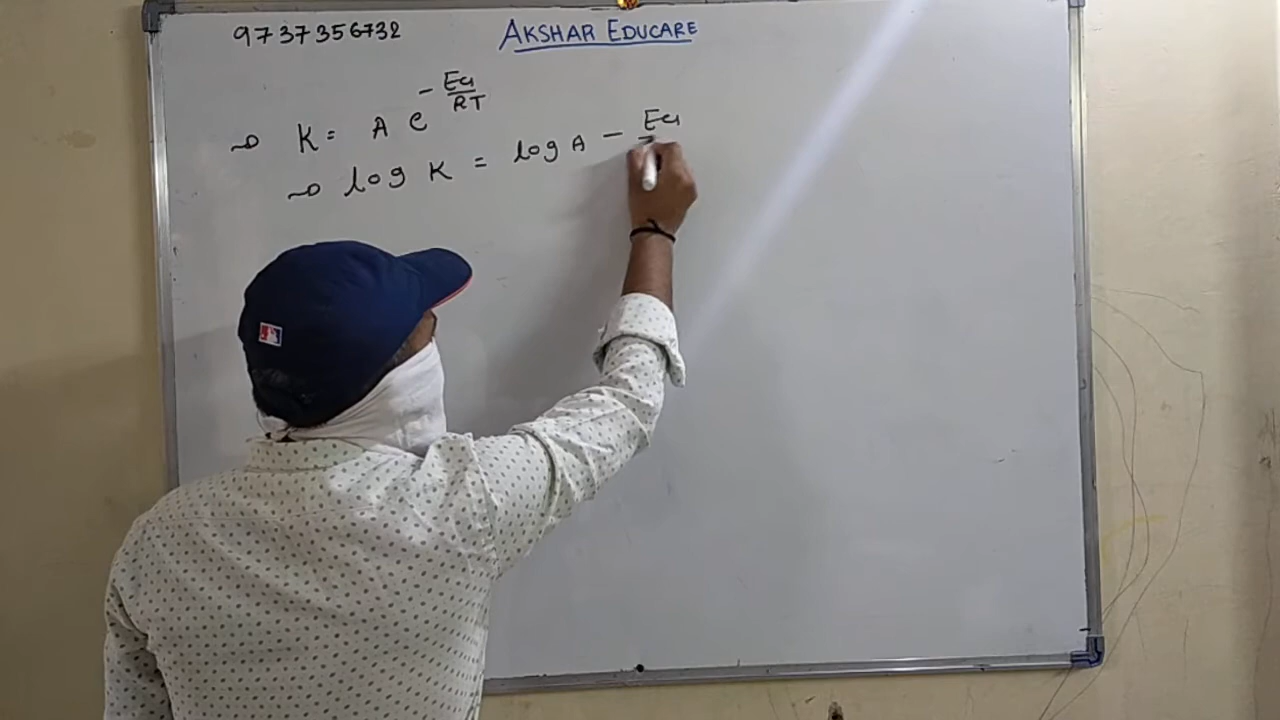 9737356732
AKSHAR EDUCARE
K = A e^{-Ea/RT}
log K = log A - Ea